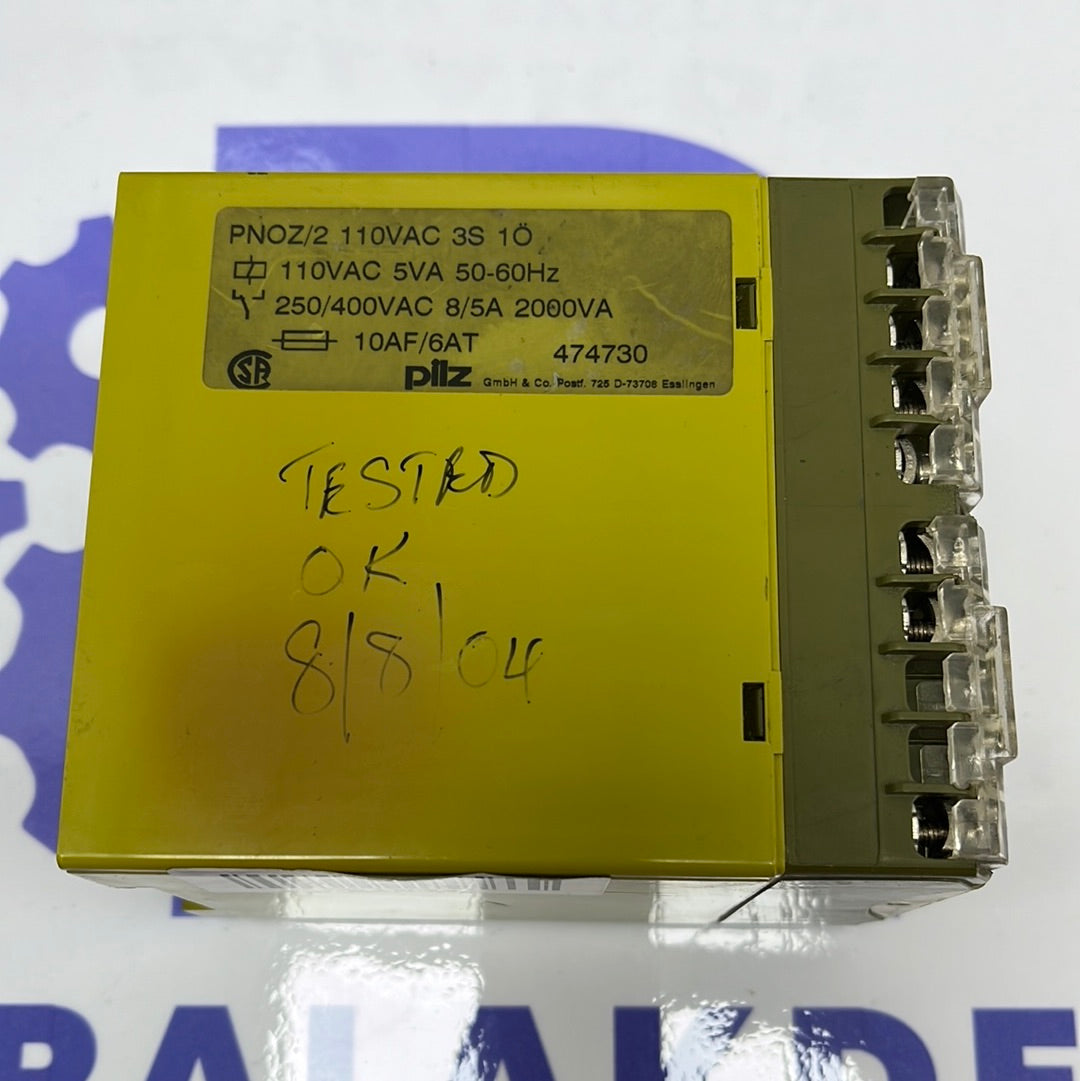 PNOZ/2 110VAC 3S 1Ö
110VAC 5VA 50-60Hz
250/400VAC 8/5A 2000VA
10AF/6AT 474730
pilz GmbH & Co. Postf. 725 D-73708 Esslingen
TESTED
OK
8/8/04
BALAKDE